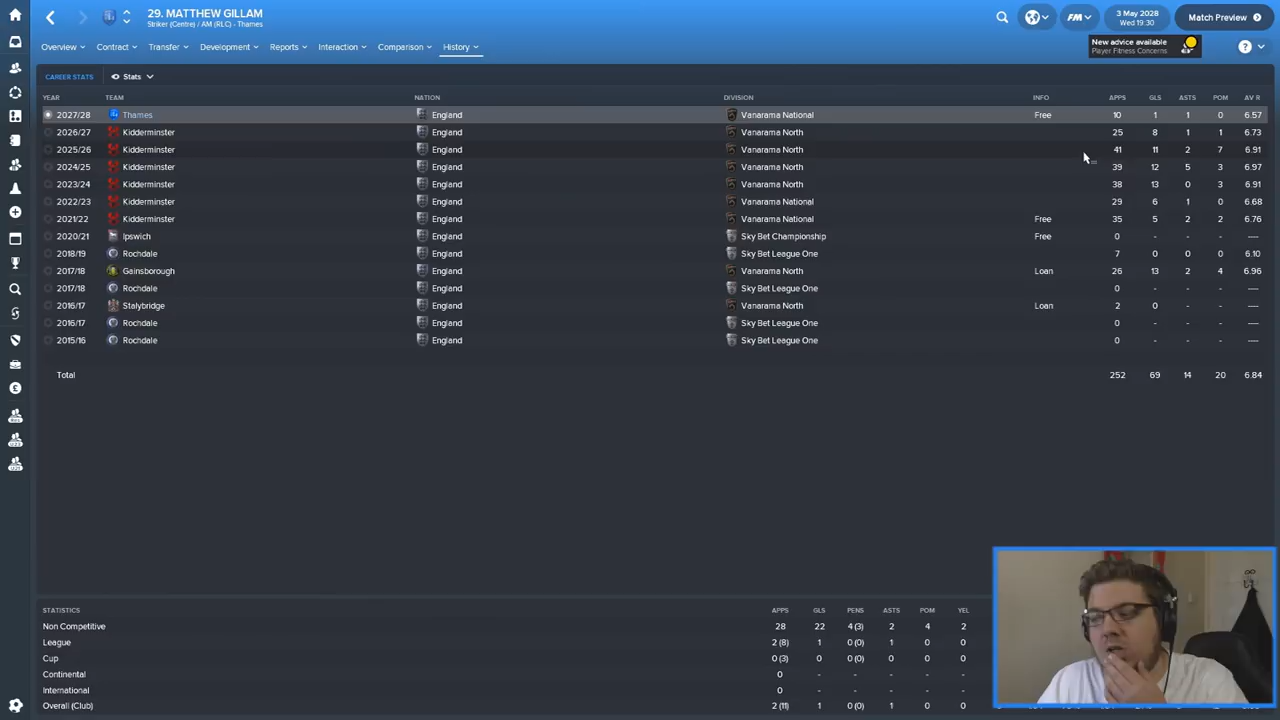 29. MATTHEW GILLAM
Striker (Centre) / AM (RLC) - Thames
FM
3 May 2028
Wed 19:30
Match Preview
Overview Contract Transfer Development Reports Interaction Comparison History
New advice available
Player Fitness Concerns
?
CAREER STATS Stats
YEAR TEAM NATION DIVISION INFO APPS GLS ASTS POM AV R
2027/28 Thames England Vanarama National Free 10 1 1 0 6.57
2026/27 Kidderminster England Vanarama North 25 8 1 1 6.73
2025/26 Kidderminster England Vanarama North 41 11 2 7 6.91
2024/25 Kidderminster England Vanarama North 39 12 5 3 6.97
2023/24 Kidderminster England Vanarama North 38 13 0 3 6.91
2022/23 Kidderminster England Vanarama National 29 6 1 0 6.68
2021/22 Kidderminster England Vanarama National Free 35 5 2 2 6.76
2020/21 Ipswich England Sky Bet Championship Free 0 - - - ----
2018/19 Rochdale England Sky Bet League One 7 0 0 0 6.10
2017/18 Gainsborough England Vanarama North Loan 26 13 2 4 6.96
2017/18 Rochdale England Sky Bet League One 0 - - - ----
2016/17 Stalybridge England Vanarama North Loan 2 0 - - ----
2016/17 Rochdale England Sky Bet League One 0 - - - ----
2015/16 Rochdale England Sky Bet League One 0 - - - ----
Total 252 69 14 20 6.84
STATISTICS APPS GLS PENS ASTS POM YEL
Non Competitive 28 22 4 (3) 2 4 2
League 2 (8) 1 0 (0) 1 0 0
Cup 0 (3) 0 0 (0) 0 0 0
Continental 0 - - - - -
International 0 - - - - -
Overall (Club) 2 (11) 1 0 (0) 1 0 0